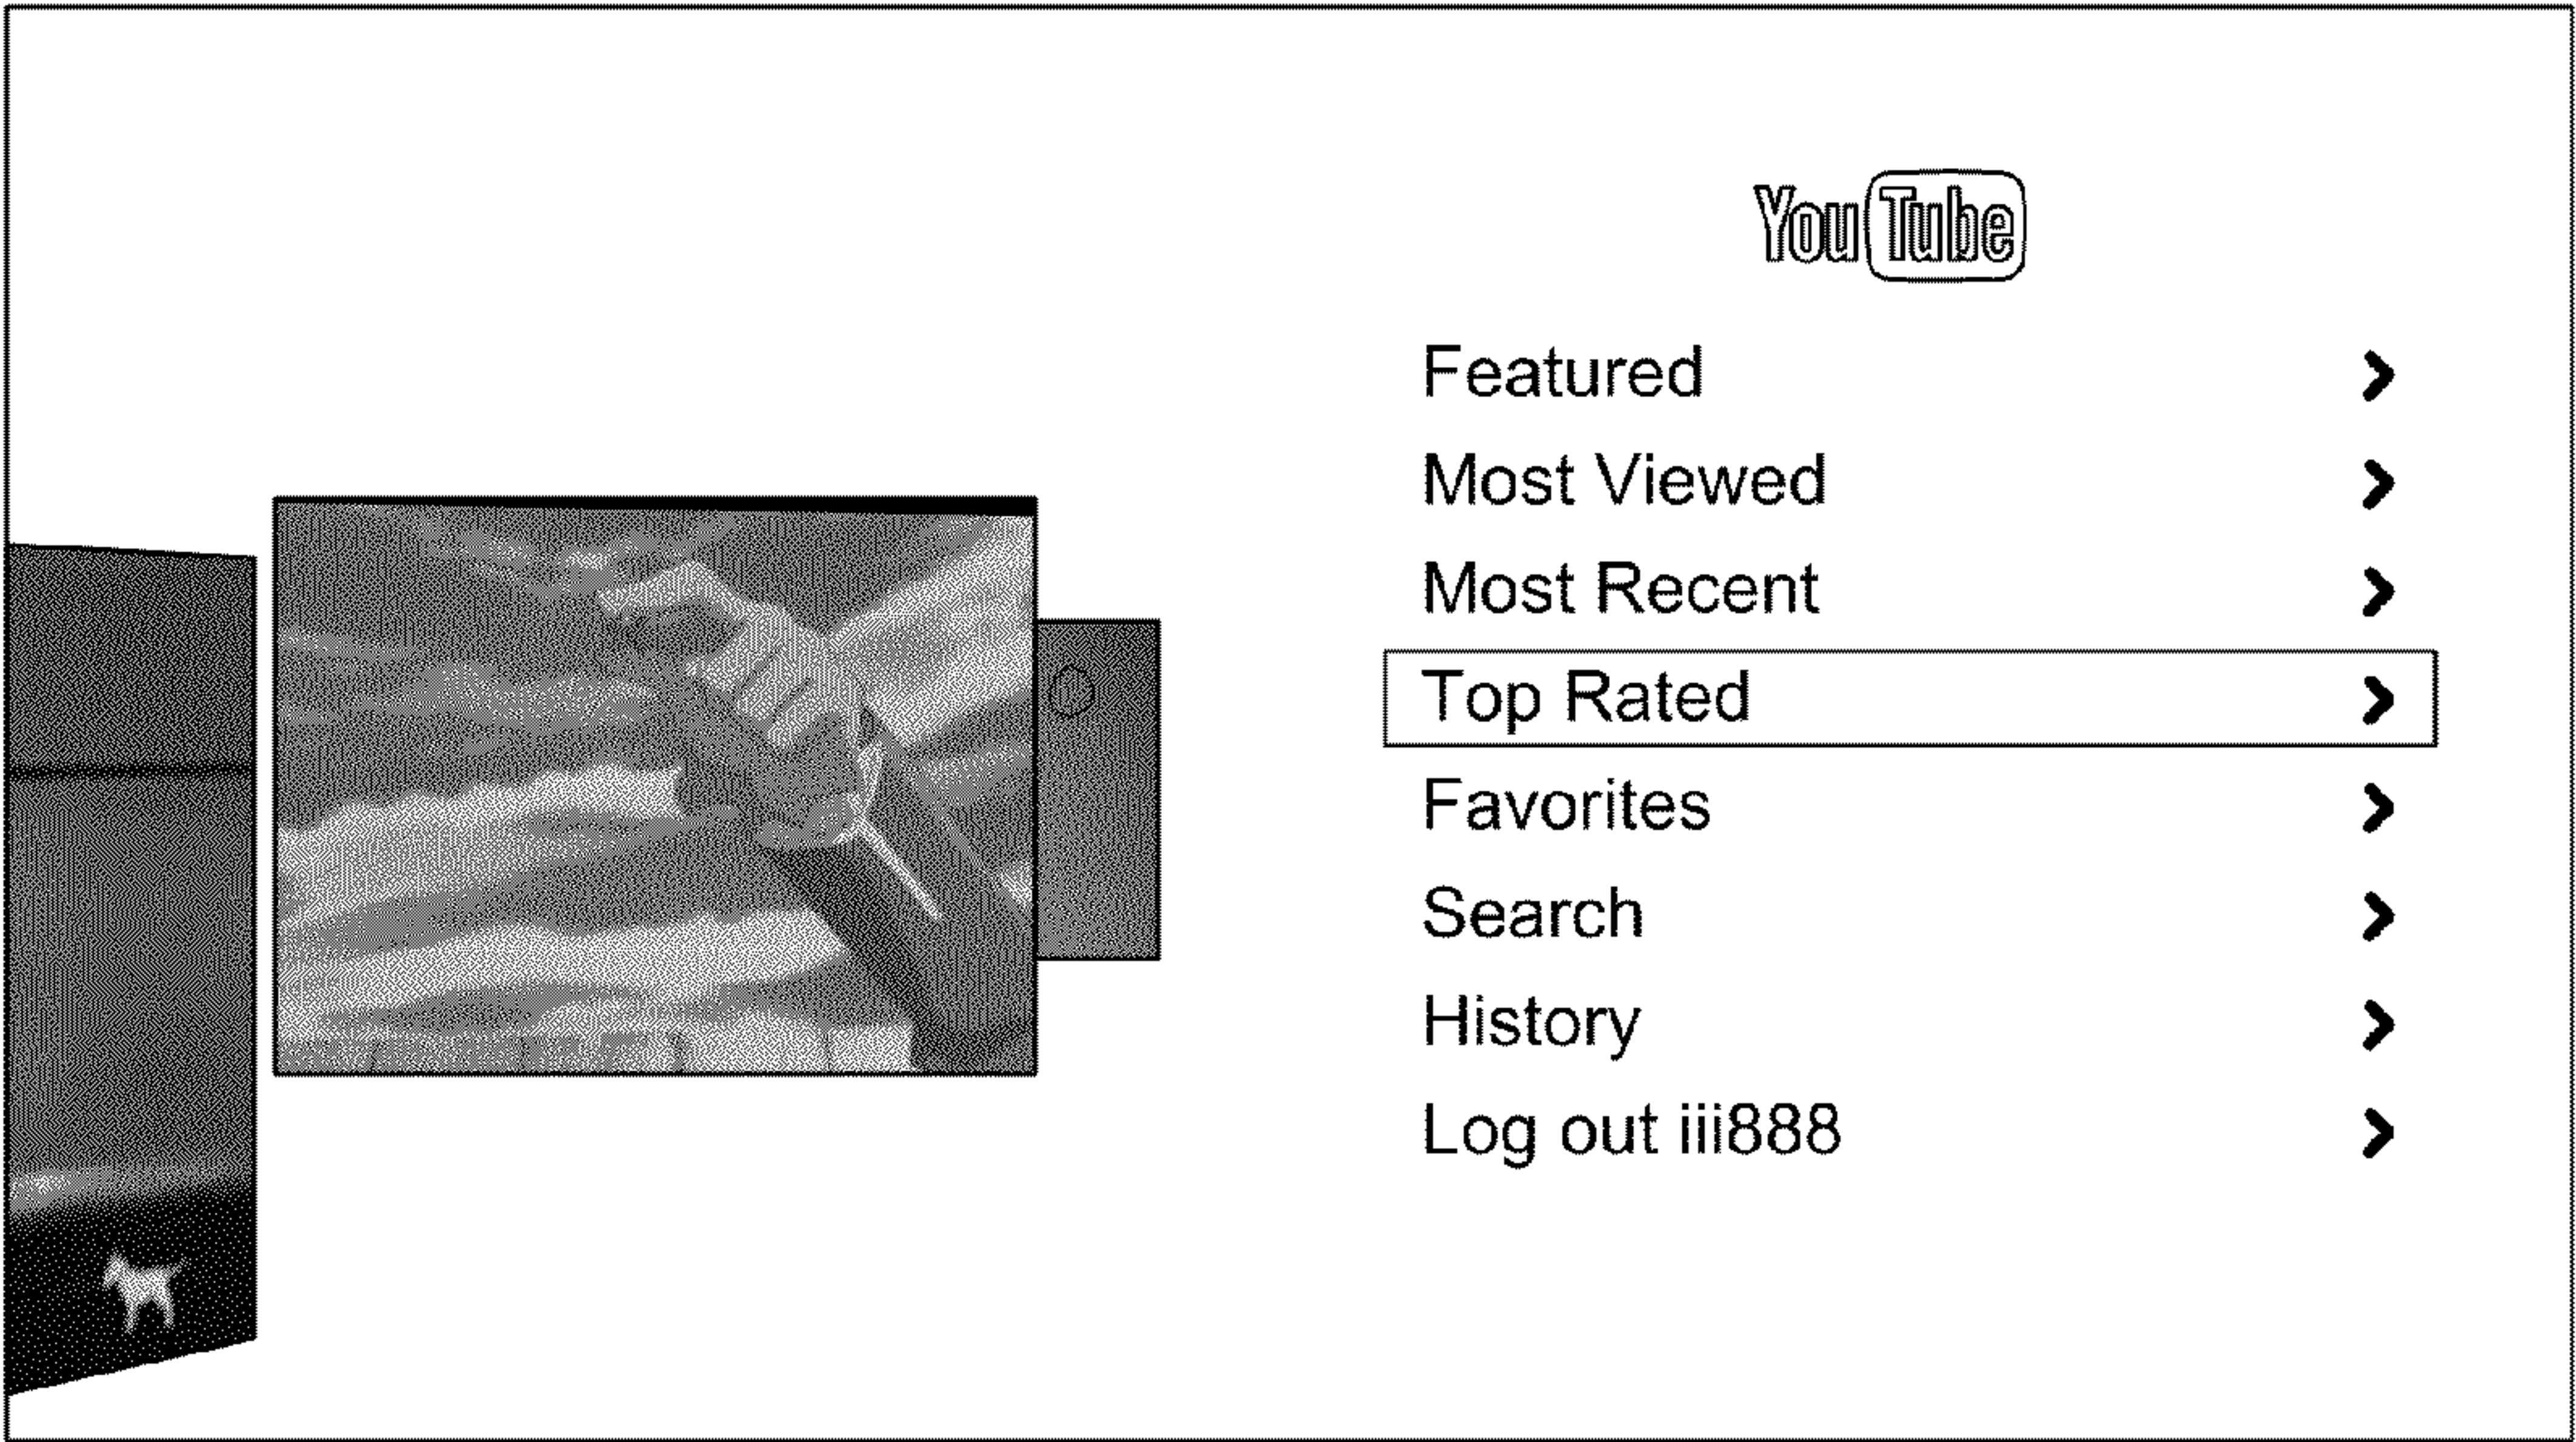 YouTube
Featured
Most Viewed
Most Recent
Top Rated
Favorites
Search
History
Log out iii888